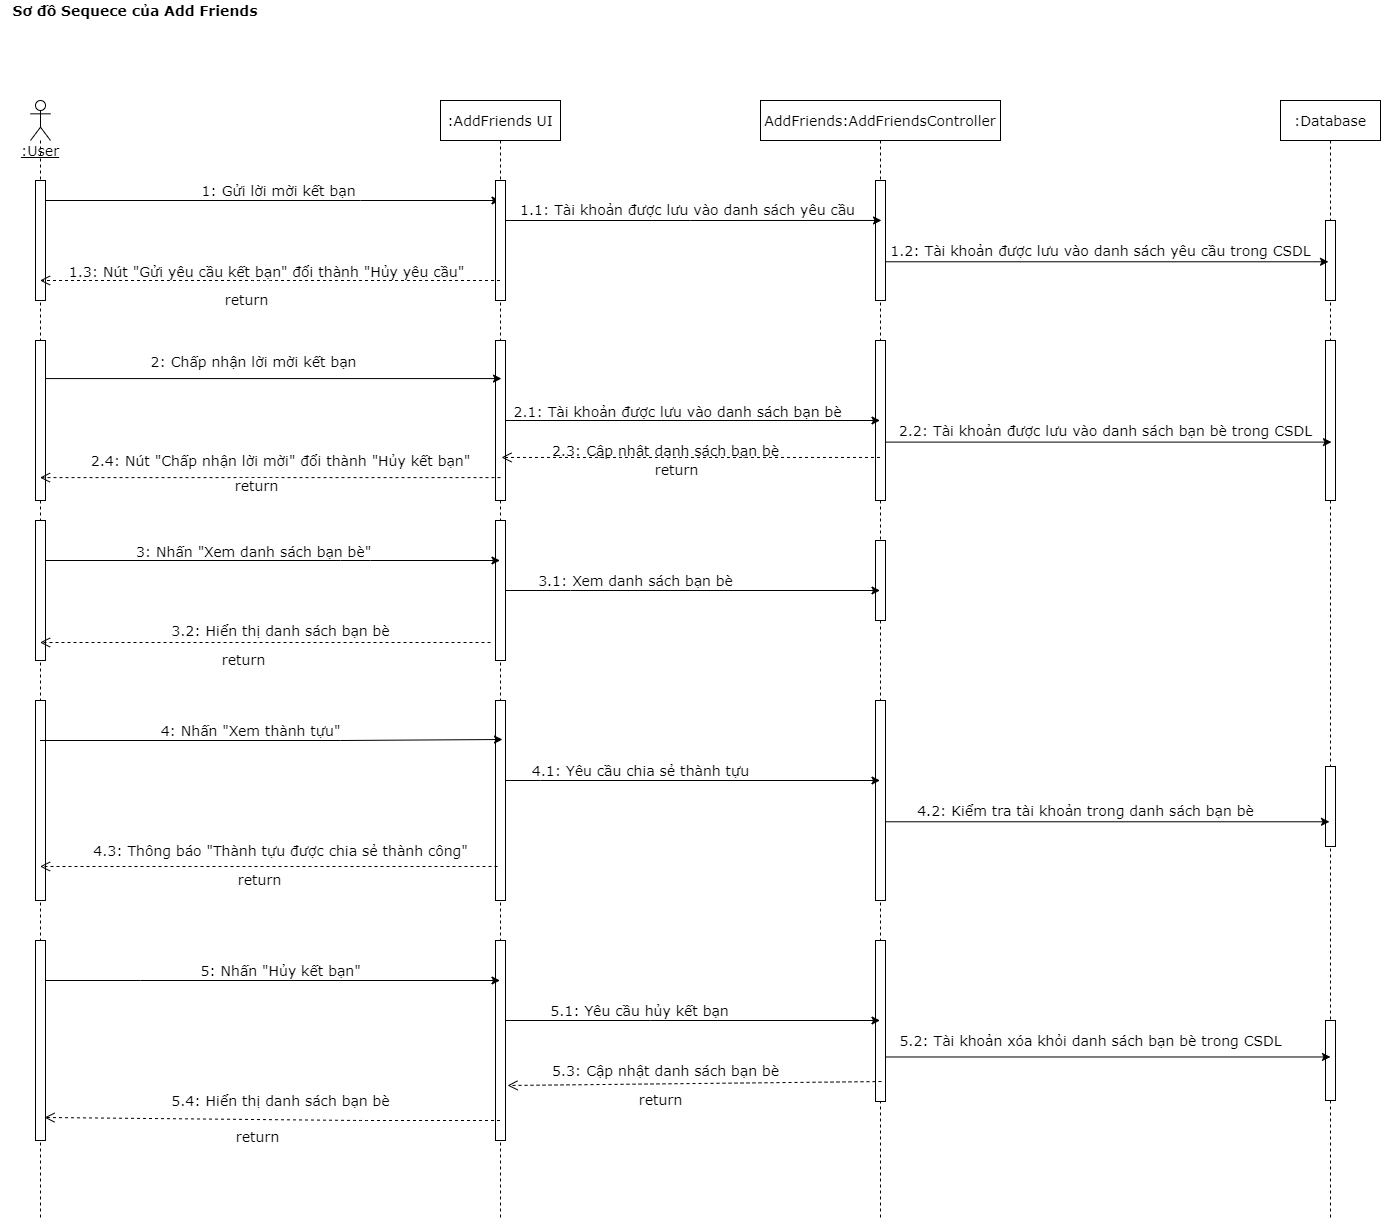 Sơ đồ Sequece của Add Friends
:User
:AddFriends UI
AddFriends:AddFriendsController
:Database
1: Gửi lời mời kết bạn
1.1: Tài khoản được lưu vào danh sách yêu cầu
1.2: Tài khoản được lưu vào danh sách yêu cầu trong CSDL
1.3: Nút "Gửi yêu cầu kết bạn" đổi thành "Hủy yêu cầu"
return
2: Chấp nhận lời mời kết bạn
2.1: Tài khoản được lưu vào danh sách bạn bè
2.2: Tài khoản được lưu vào danh sách bạn bè trong CSDL
2.3: Cập nhật danh sách bạn bè
return
2.4: Nút "Chấp nhận lời mời" đổi thành "Hủy kết bạn"
return
3: Nhấn "Xem danh sách bạn bè"
3.1: Xem danh sách bạn bè
3.2: Hiển thị danh sách bạn bè
return
4: Nhấn "Xem thành tựu"
4.1: Yêu cầu chia sẻ thành tựu
4.2: Kiểm tra tài khoản trong danh sách bạn bè
4.3: Thông báo "Thành tựu được chia sẻ thành công"
return
5: Nhấn "Hủy kết bạn"
5.1: Yêu cầu hủy kết bạn
5.2: Tài khoản xóa khỏi danh sách bạn bè trong CSDL
5.3: Cập nhật danh sách bạn bè
return
5.4: Hiển thị danh sách bạn bè
return